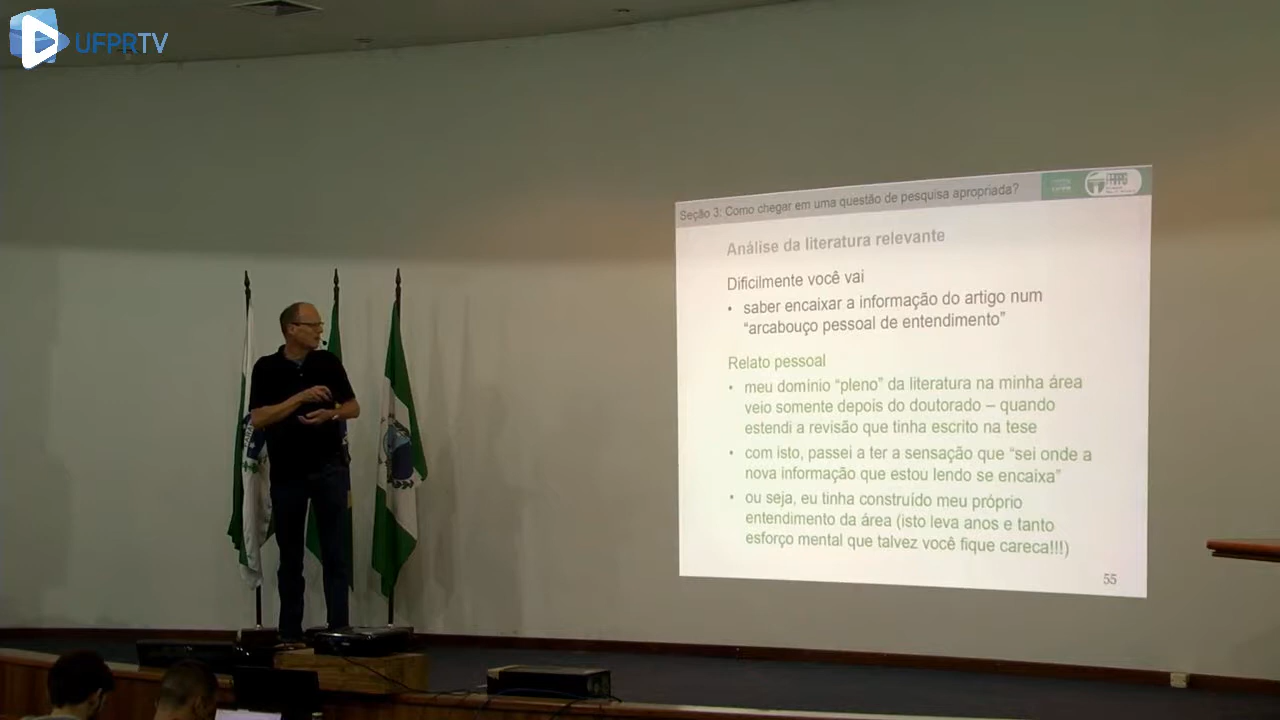 UFPRTV
Seção 3: Como chegar em uma questão de pesquisa apropriada?
Análise da literatura relevante
Dificilmente você vai
• saber encaixar a informação do artigo num
“arcabouço pessoal de entendimento”
Relato pessoal
• meu domínio “pleno” da literatura na minha área
veio somente depois do doutorado – quando
estendi a revisão que tinha escrito na tese
• com isto, passei a ter a sensação que “sei onde a
nova informação que estou lendo se encaixa”
• ou seja, eu tinha construído meu próprio
entendimento da área (isto leva anos e tanto
esforço mental que talvez você fique careca!!!)
55